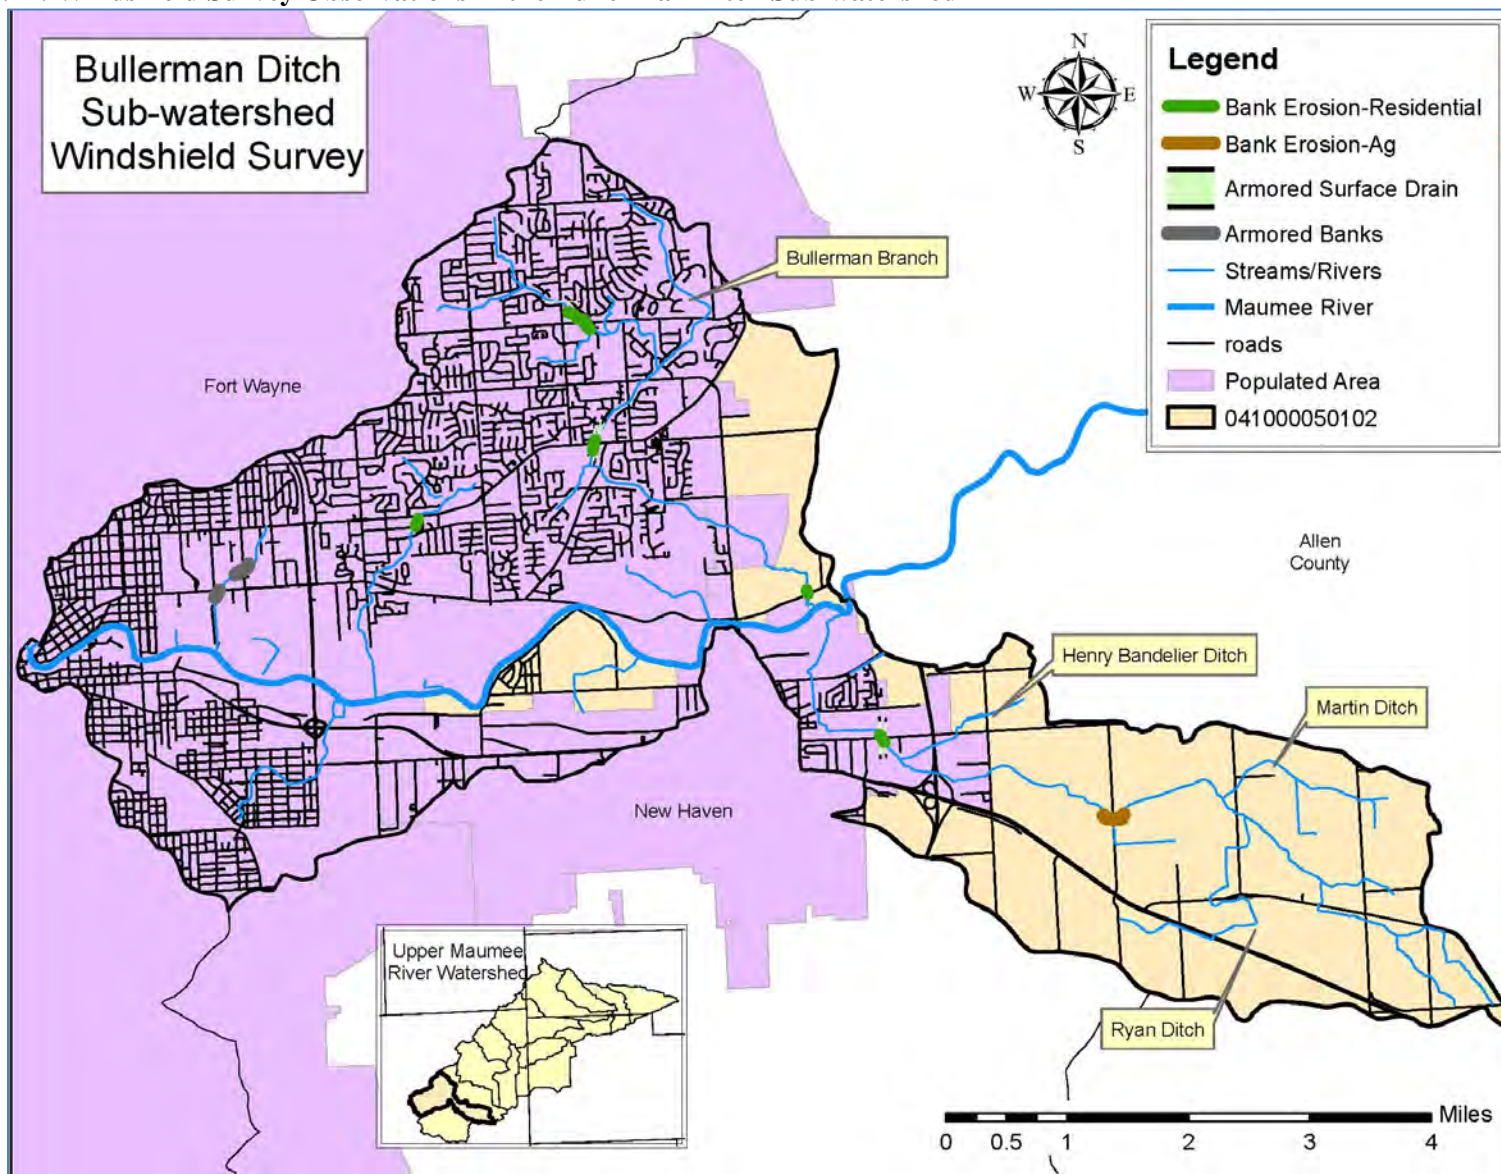 Bullerman Ditch
Sub-watershed
Windshield Survey
N
W
E
S
Legend
Bank Erosion-Residential
Bank Erosion-Ag
Armored Surface Drain
Armored Banks
Streams/Rivers
Maumee River
roads
Populated Area
041000050102
Bullerman Branch
Fort Wayne
Allen
County
Henry Bandelier Ditch
Martin Ditch
New Haven
Ryan Ditch
Upper Maumee
River Watershed
Miles
0 0.5 1 2 3 4